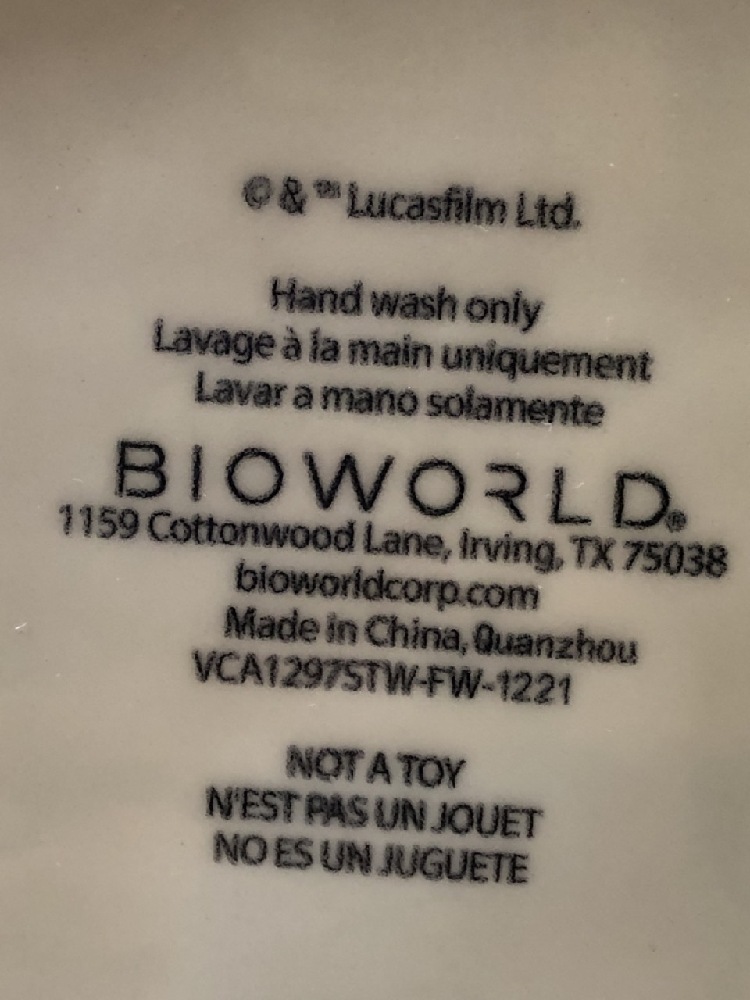 © & ™ Lucasfilm Ltd.
Hand wash only
Lavage à la main uniquement
Lavar a mano solamente
BIOWORLD®
1159 Cottonwood Lane, Irving, TX 75038
bioworldcorp.com
Made in China, Quanzhou
VCA1297STW-FW-1221
NOT A TOY
N'EST PAS UN JOUET
NO ES UN JUGUETE